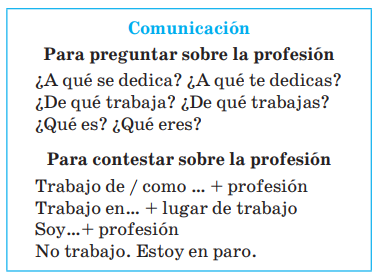 Comunicación
Para preguntar sobre la profesión
¿A qué se dedica? ¿A qué te dedicas?
¿De qué trabaja? ¿De qué trabajas?
¿Qué es? ¿Qué eres?
Para contestar sobre la profesión
Trabajo de / como ... + profesión
Trabajo en... + lugar de trabajo
Soy...+ profesión
No trabajo. Estoy en paro.